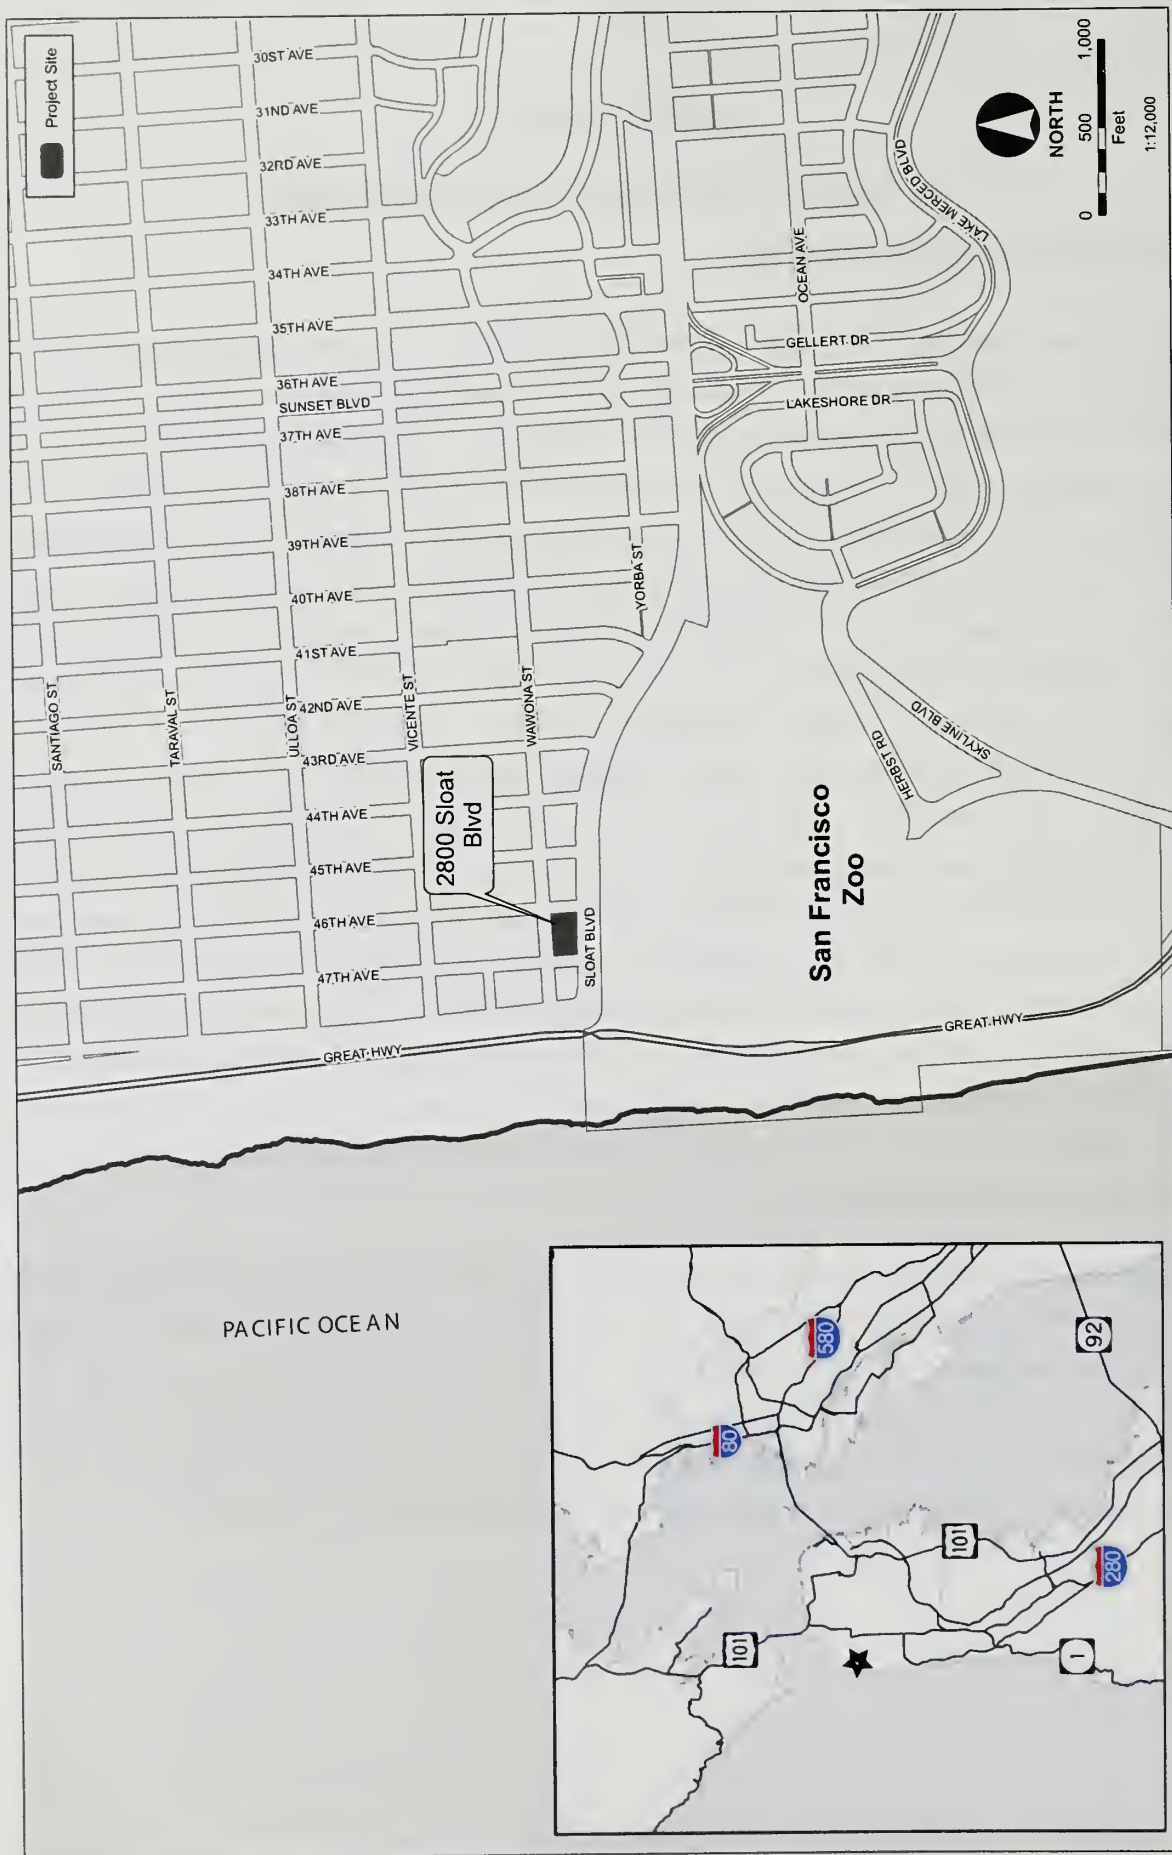 Project Site
30ST AVE
31ND AVE
32RD AVE
33TH AVE
34TH AVE
35TH AVE
36TH AVE
SUNSET BLVD
37TH AVE
38TH AVE
39TH AVE
40TH AVE
41ST AVE
42ND AVE
43RD AVE
44TH AVE
45TH AVE
46TH AVE
47TH AVE
SANTIAGO ST
TARAVAL ST
ULLOA ST
VICENTE ST
WAWONA ST
YORBA ST
SLOAT BLVD
2800 Sloat
Blvd
GREAT HWY
GREAT HWY
OCEAN AVE
GELLERT DR
LAKESHORE DR
LAKE MERCED BLVD
HERBST RD
SKYLINE BLVD
San Francisco
Zoo
PACIFIC OCEAN
NORTH
0 500 1,000
Feet
1:12,000
80
580
101
101
92
280
1